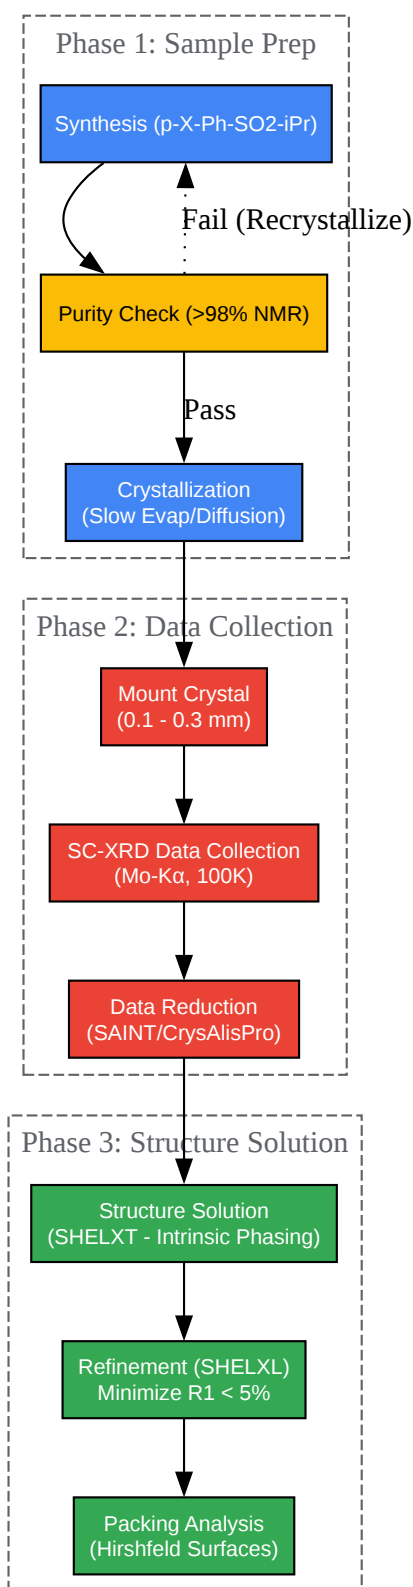 Phase 1: Sample Prep
Synthesis (p-X-Ph-SO2-iPr)
Fail (Recrystallize)
Purity Check (>98% NMR)
Pass
Crystallization
(Slow Evap/Diffusion)
Phase 2: Data Collection
Mount Crystal
(0.1 - 0.3 mm)
SC-XRD Data Collection
(Mo-Kα, 100K)
Data Reduction
(SAINT/CrysAlisPro)
Phase 3: Structure Solution
Structure Solution
(SHELXT - Intrinsic Phasing)
Refinement (SHELXL)
Minimize R1 < 5%
Packing Analysis
(Hirshfeld Surfaces)